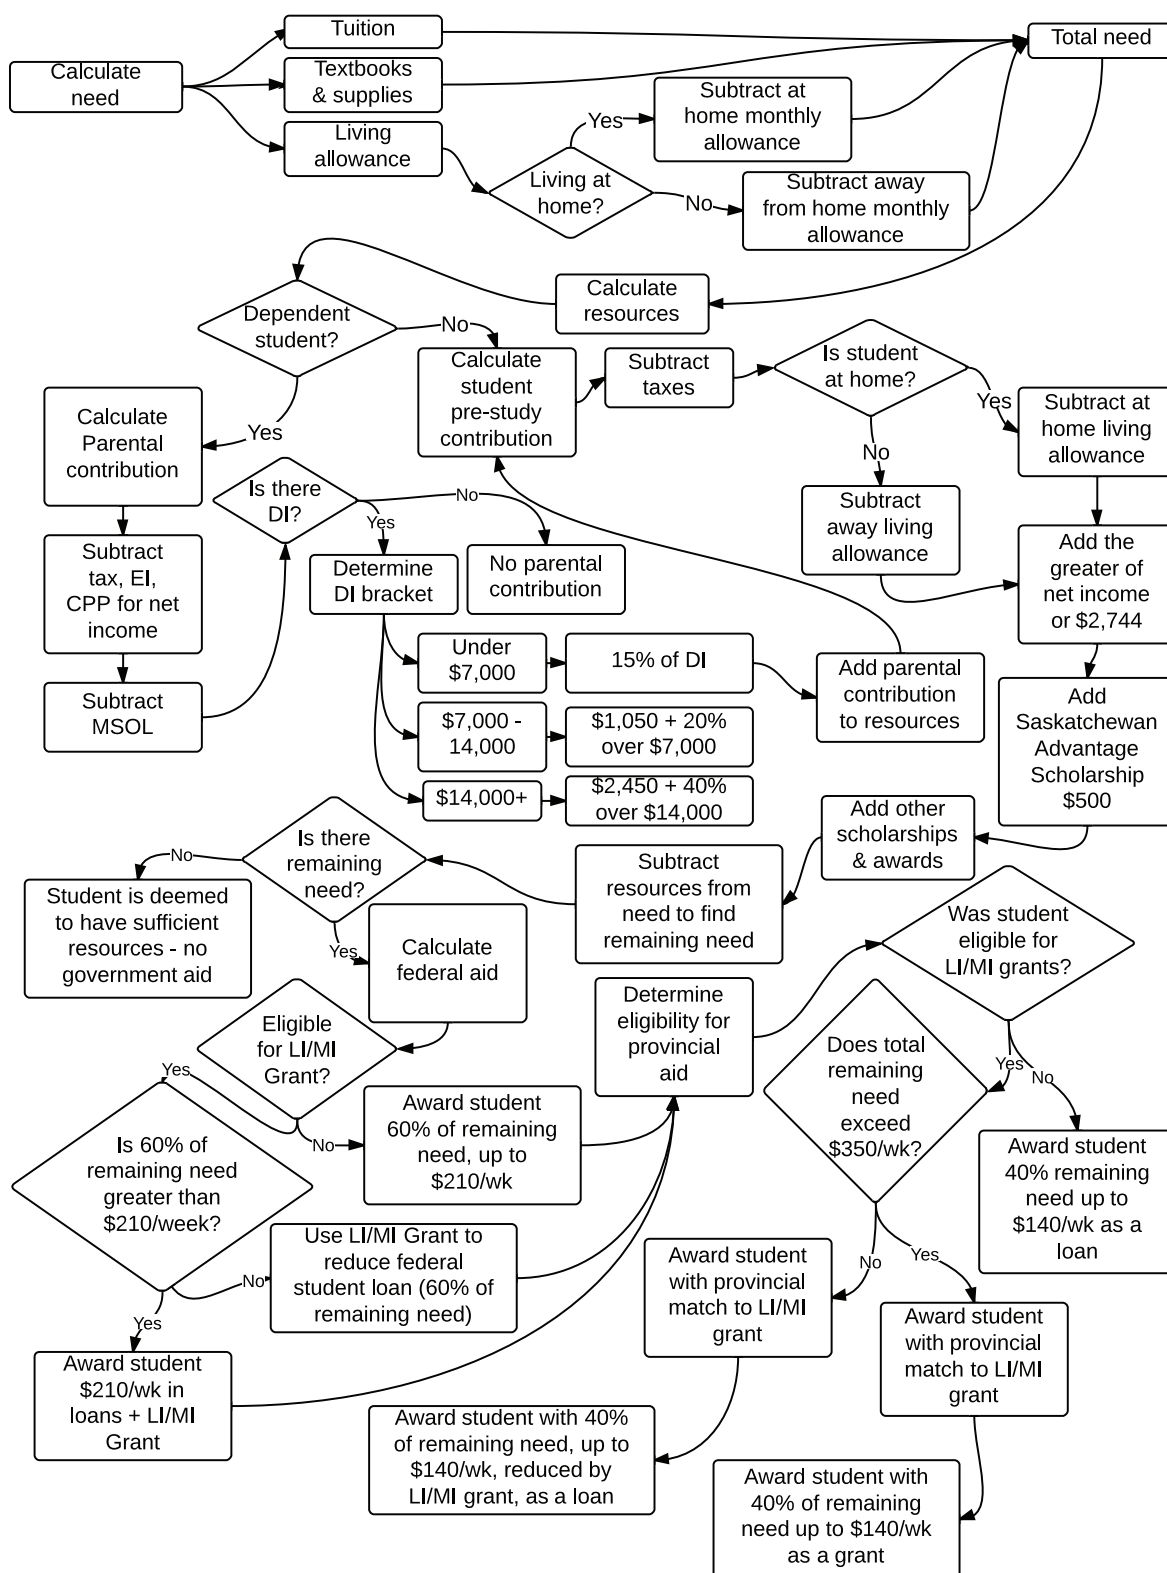 Tuition
Total need
Calculate
need
Textbooks
& supplies
Living
allowance
Yes
Subtract at
home monthly
allowance
Living at
home?
No
Subtract away
from home monthly
allowance
Calculate
resources
Dependent
student?
No
Yes
Calculate
student
pre-study
contribution
Subtract
taxes
Is student
at home?
Yes
No
Subtract at
home living
allowance
Calculate
Parental
contribution
Is there
DI?
No
Yes
Subtract
away living
allowance
Subtract
tax, EI,
CPP for net
income
Determine
DI bracket
No parental
contribution
Add the
greater of
net income
or $2,744
Under
$7,000
15% of DI
Add parental
contribution
to resources
Subtract
MSOL
$7,000 -
14,000
$1,050 + 20%
over $7,000
Add
Saskatchewan
Advantage
Scholarship
$500
$14,000+
$2,450 + 40%
over $14,000
Add other
scholarships
& awards
Is there
remaining
need?
No
Yes
Subtract
resources from
need to find
remaining need
Student is deemed
to have sufficient
resources - no
government aid
Calculate
federal aid
Was student
eligible for
LI/MI grants?
Yes
No
Determine
eligibility for
provincial
aid
Eligible
for LI/MI
Grant?
Yes
No
Does total
remaining
need
exceed
$350/wk?
No
Yes
Award student
60% of remaining
need, up to
$210/wk
Is 60% of
remaining need
greater than
$210/week?
No
Yes
Award student
40% remaining
need up to
$140/wk as a
loan
Use LI/MI Grant to
reduce federal
student loan (60% of
remaining need)
Award student
with provincial
match to LI/MI
grant
Award student
with provincial
match to LI/MI
grant
Award student
$210/wk in
loans + LI/MI
Grant
Award student with 40%
of remaining need, up to
$140/wk, reduced by
LI/MI grant, as a loan
Award student with
40% of remaining
need up to $140/wk
as a grant